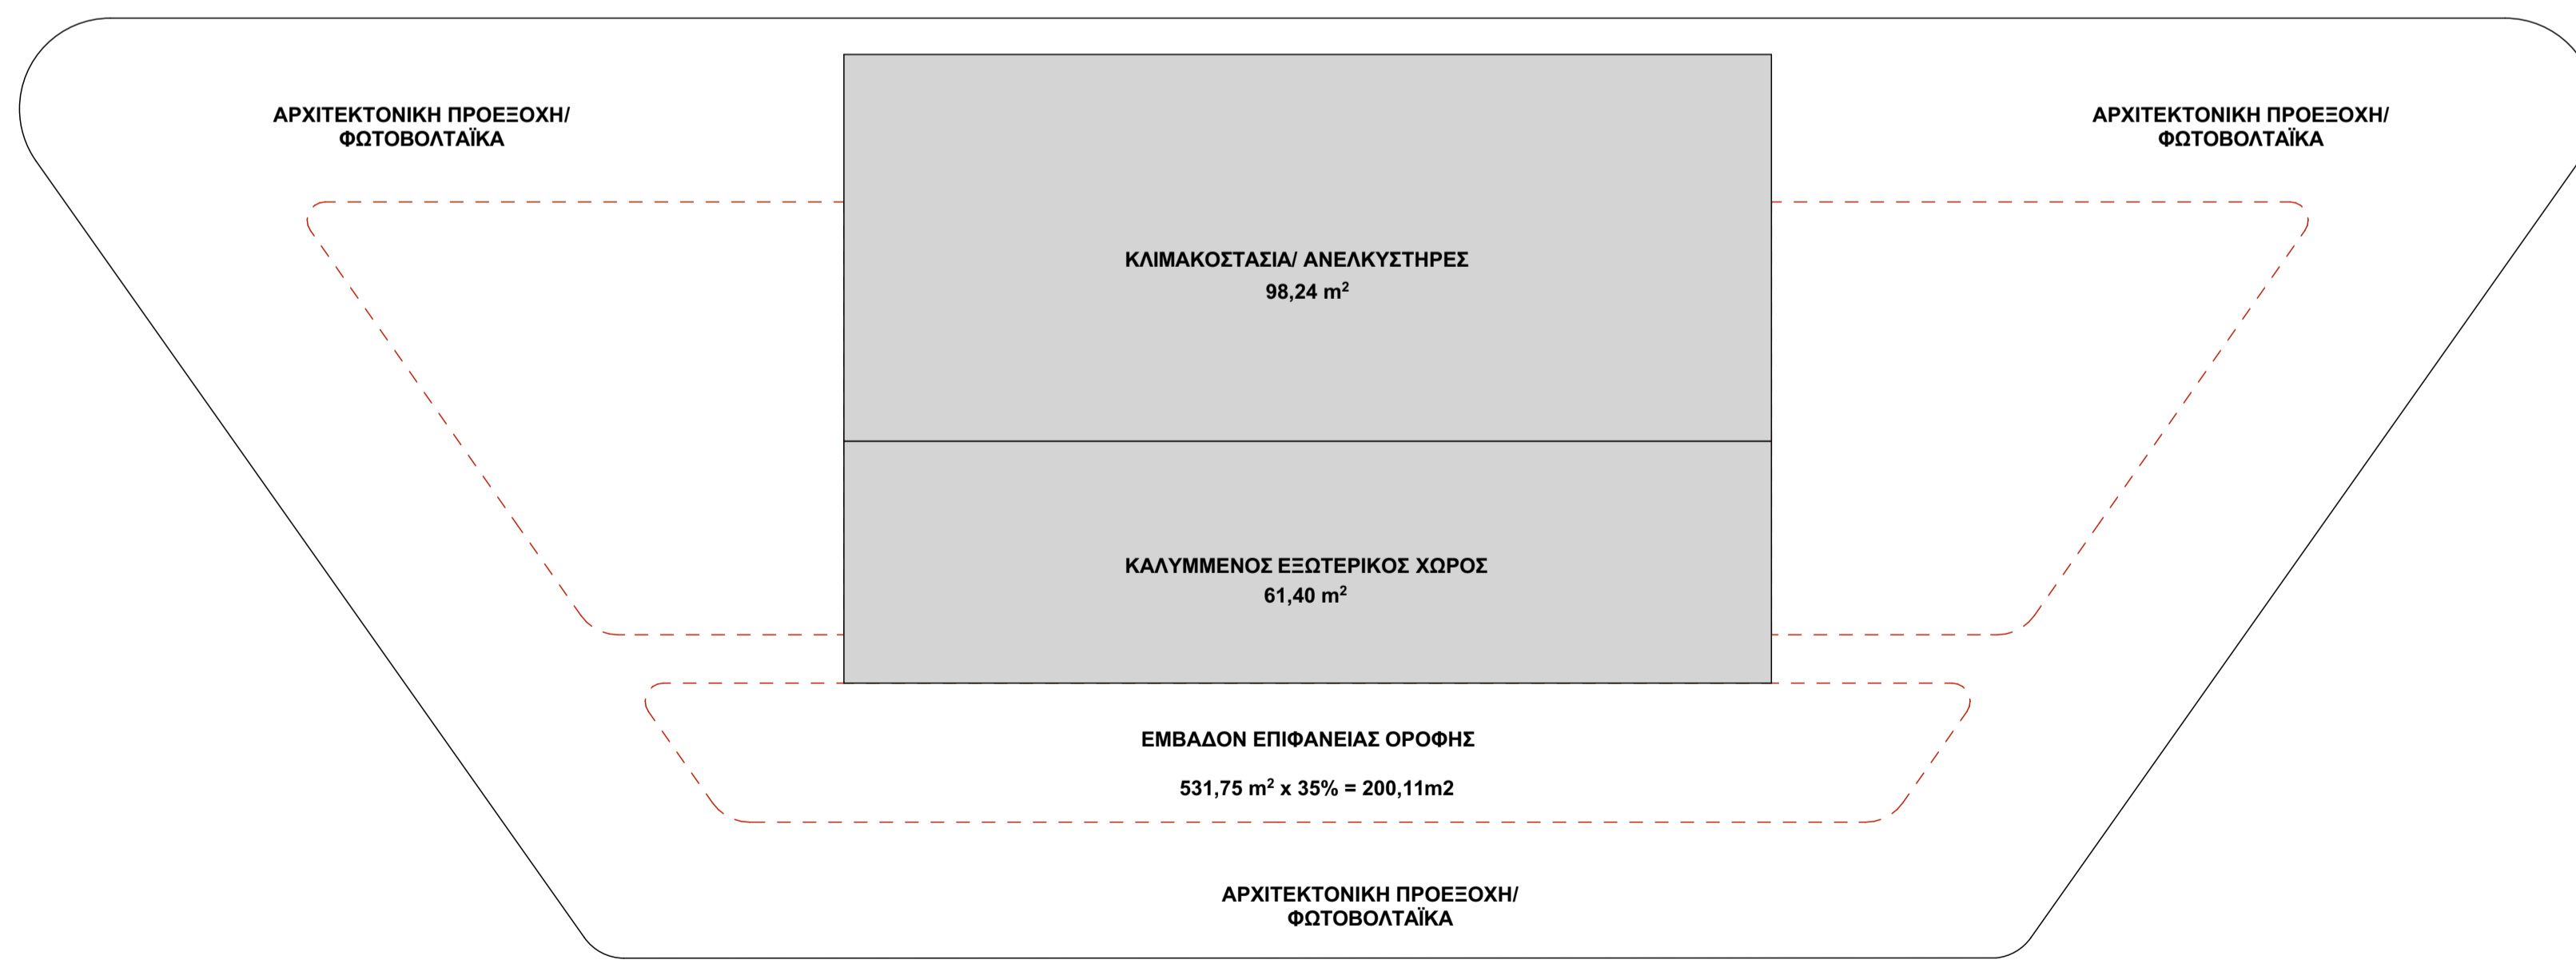 ΑΡΧΙΤΕΚΤΟΝΙΚΗ ΠΡΟΕΞΟΧΗ/
ΦΩΤΟΒΟΛΤΑΪΚΑ
ΑΡΧΙΤΕΚΤΟΝΙΚΗ ΠΡΟΕΞΟΧΗ/
ΦΩΤΟΒΟΛΤΑΪΚΑ
ΚΛΙΜΑΚΟΣΤΑΣΙΑ/ ΑΝΕΛΚΥΣΤΗΡΕΣ
98,24 m²
ΚΑΛΥΜΜΕΝΟΣ ΕΞΩΤΕΡΙΚΟΣ ΧΩΡΟΣ
61,40 m²
ΕΜΒΑΔΟΝ ΕΠΙΦΑΝΕΙΑΣ ΟΡΟΦΗΣ
531,75 m² x 35% = 200,11m2
ΑΡΧΙΤΕΚΤΟΝΙΚΗ ΠΡΟΕΞΟΧΗ/
ΦΩΤΟΒΟΛΤΑΪΚΑ